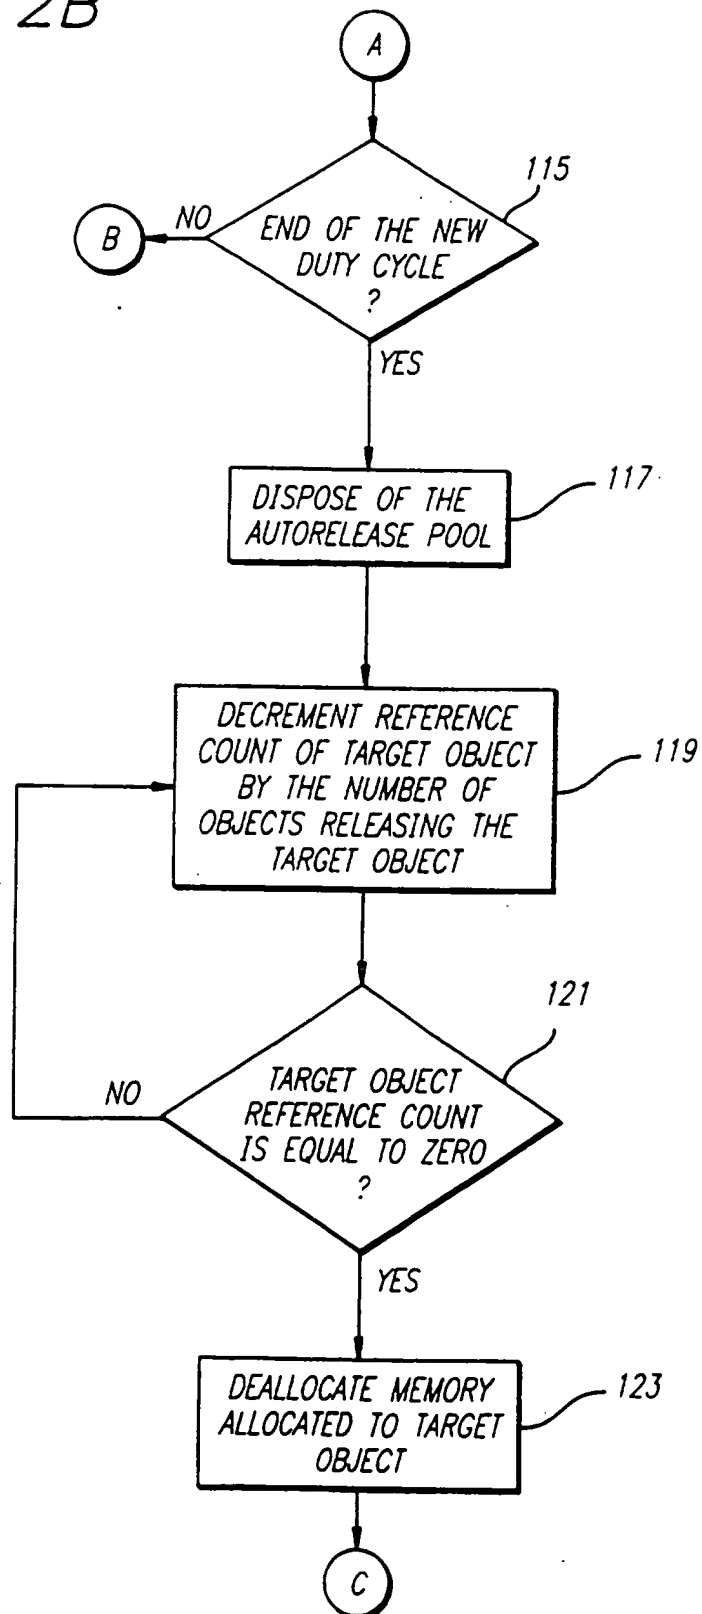 2B
A
115
NO
B
END OF THE NEW
DUTY CYCLE
?
YES
117
DISPOSE OF THE
AUTORELEASE POOL
DECREMENT REFERENCE
COUNT OF TARGET OBJECT
BY THE NUMBER OF
OBJECTS RELEASING THE
TARGET OBJECT
119
121
NO
TARGET OBJECT
REFERENCE COUNT
IS EQUAL TO ZERO
?
YES
DEALLOCATE MEMORY
ALLOCATED TO TARGET
OBJECT
123
C